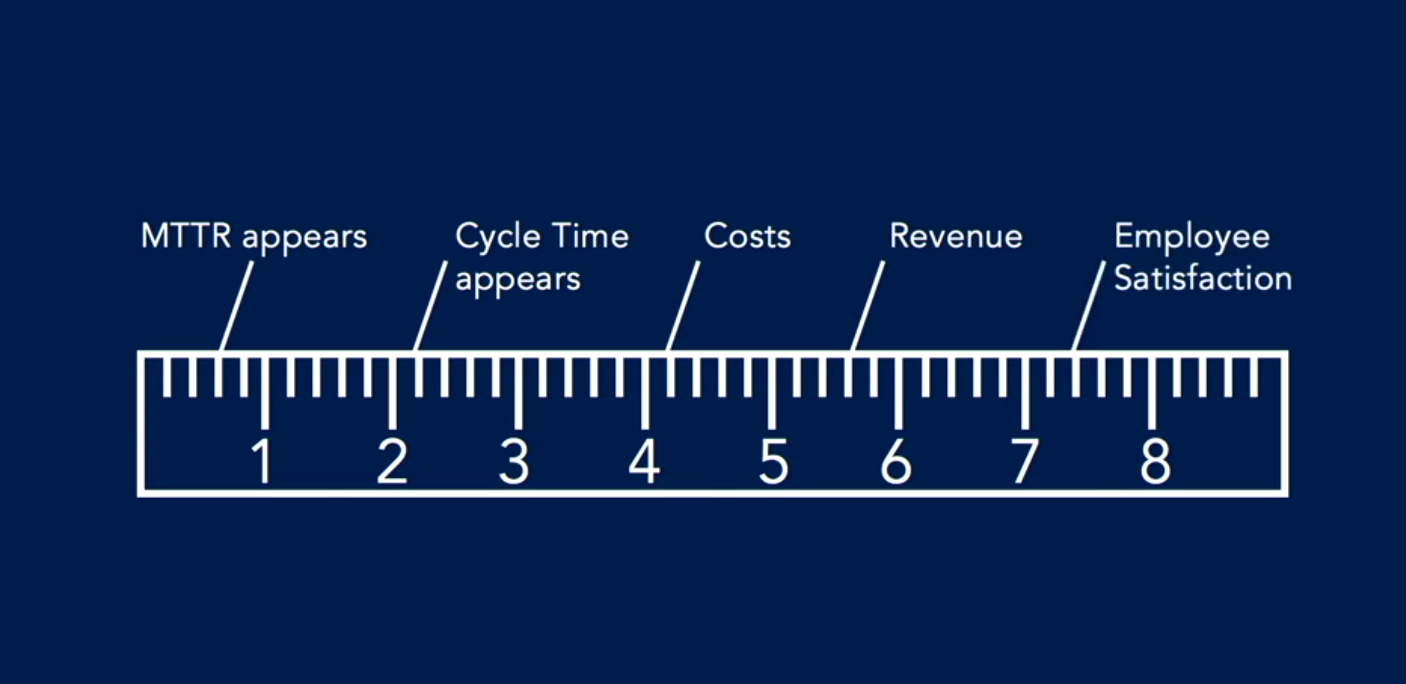 MTTR appears
Cycle Time
appears
Costs
Revenue
Employee
Satisfaction
1 2 3 4 5 6 7 8